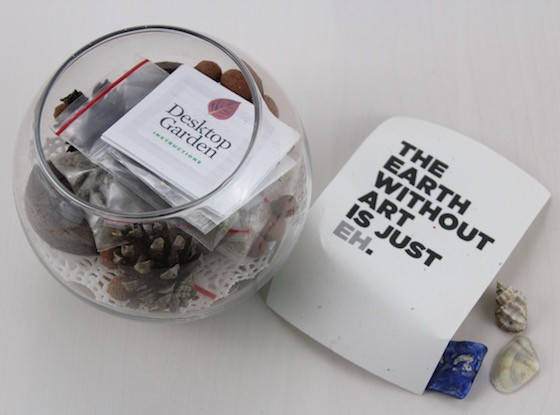 Desktop
Garden
INSTRUCTIONS
THE
EARTH
WITHOUT
ART
IS JUST
EH.